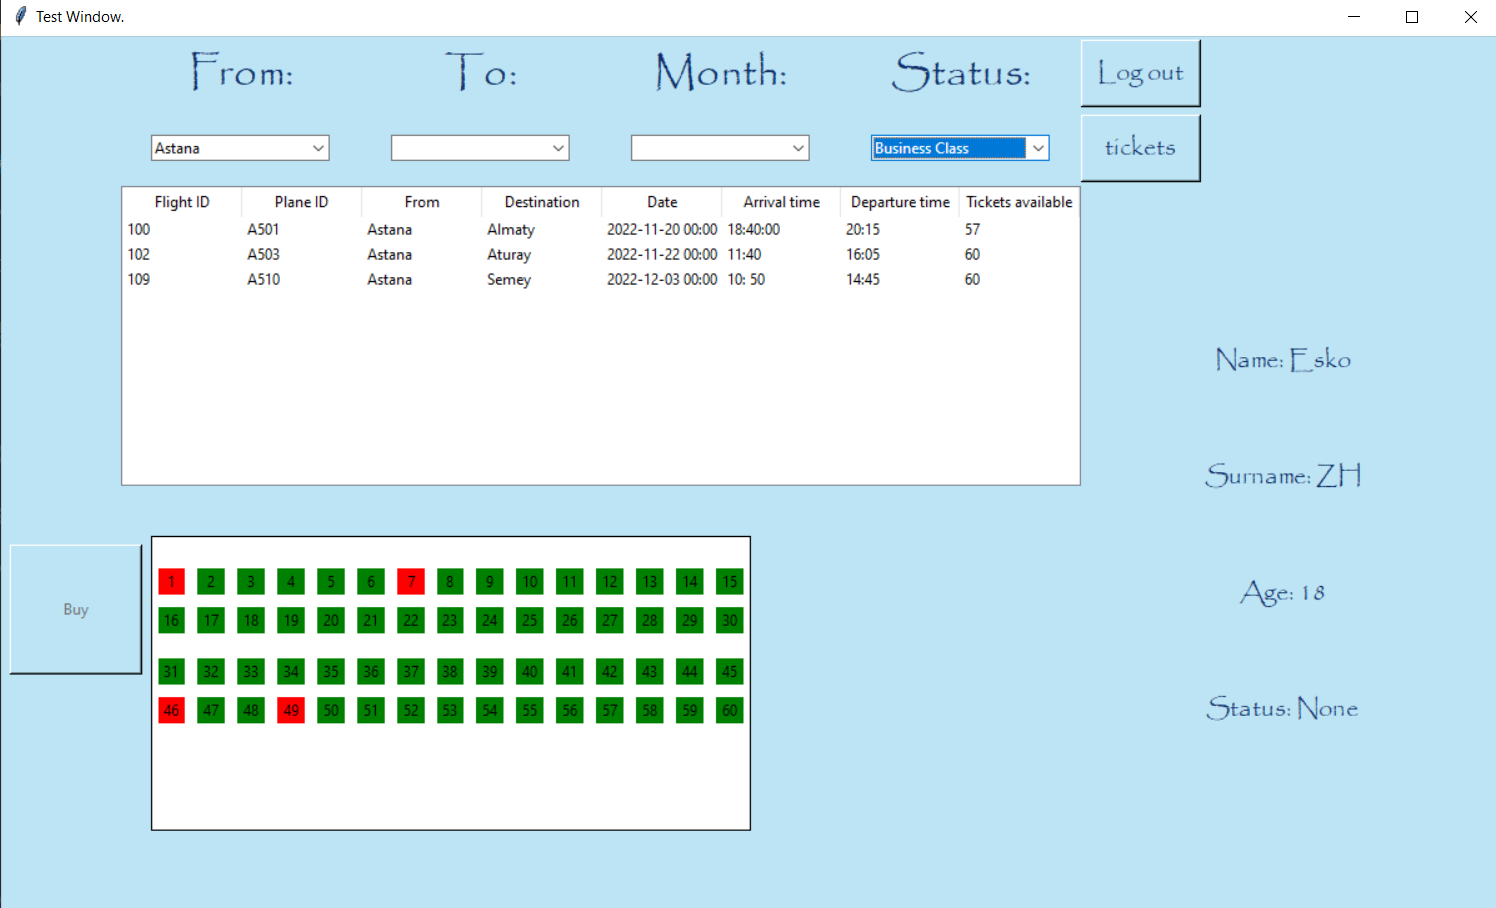 Test Window.
From: To: Month: Status: Log out
Astana Business Class tickets
Flight ID Plane ID From Destination Date Arrival time Departure time Tickets available
100 A501 Astana Almaty 2022-11-20 00:00 18:40:00 20:15 57
102 A503 Astana Aturay 2022-11-22 00:00 11:40 16:05 60
109 A510 Astana Semey 2022-12-03 00:00 10: 50 14:45 60
Name: Esko
Surname: ZH
Age: 18
Status: None
Buy
1 2 3 4 5 6 7 8 9 10 11 12 13 14 15
16 17 18 19 20 21 22 23 24 25 26 27 28 29 30
31 32 33 34 35 36 37 38 39 40 41 42 43 44 45
46 47 48 49 50 51 52 53 54 55 56 57 58 59 60